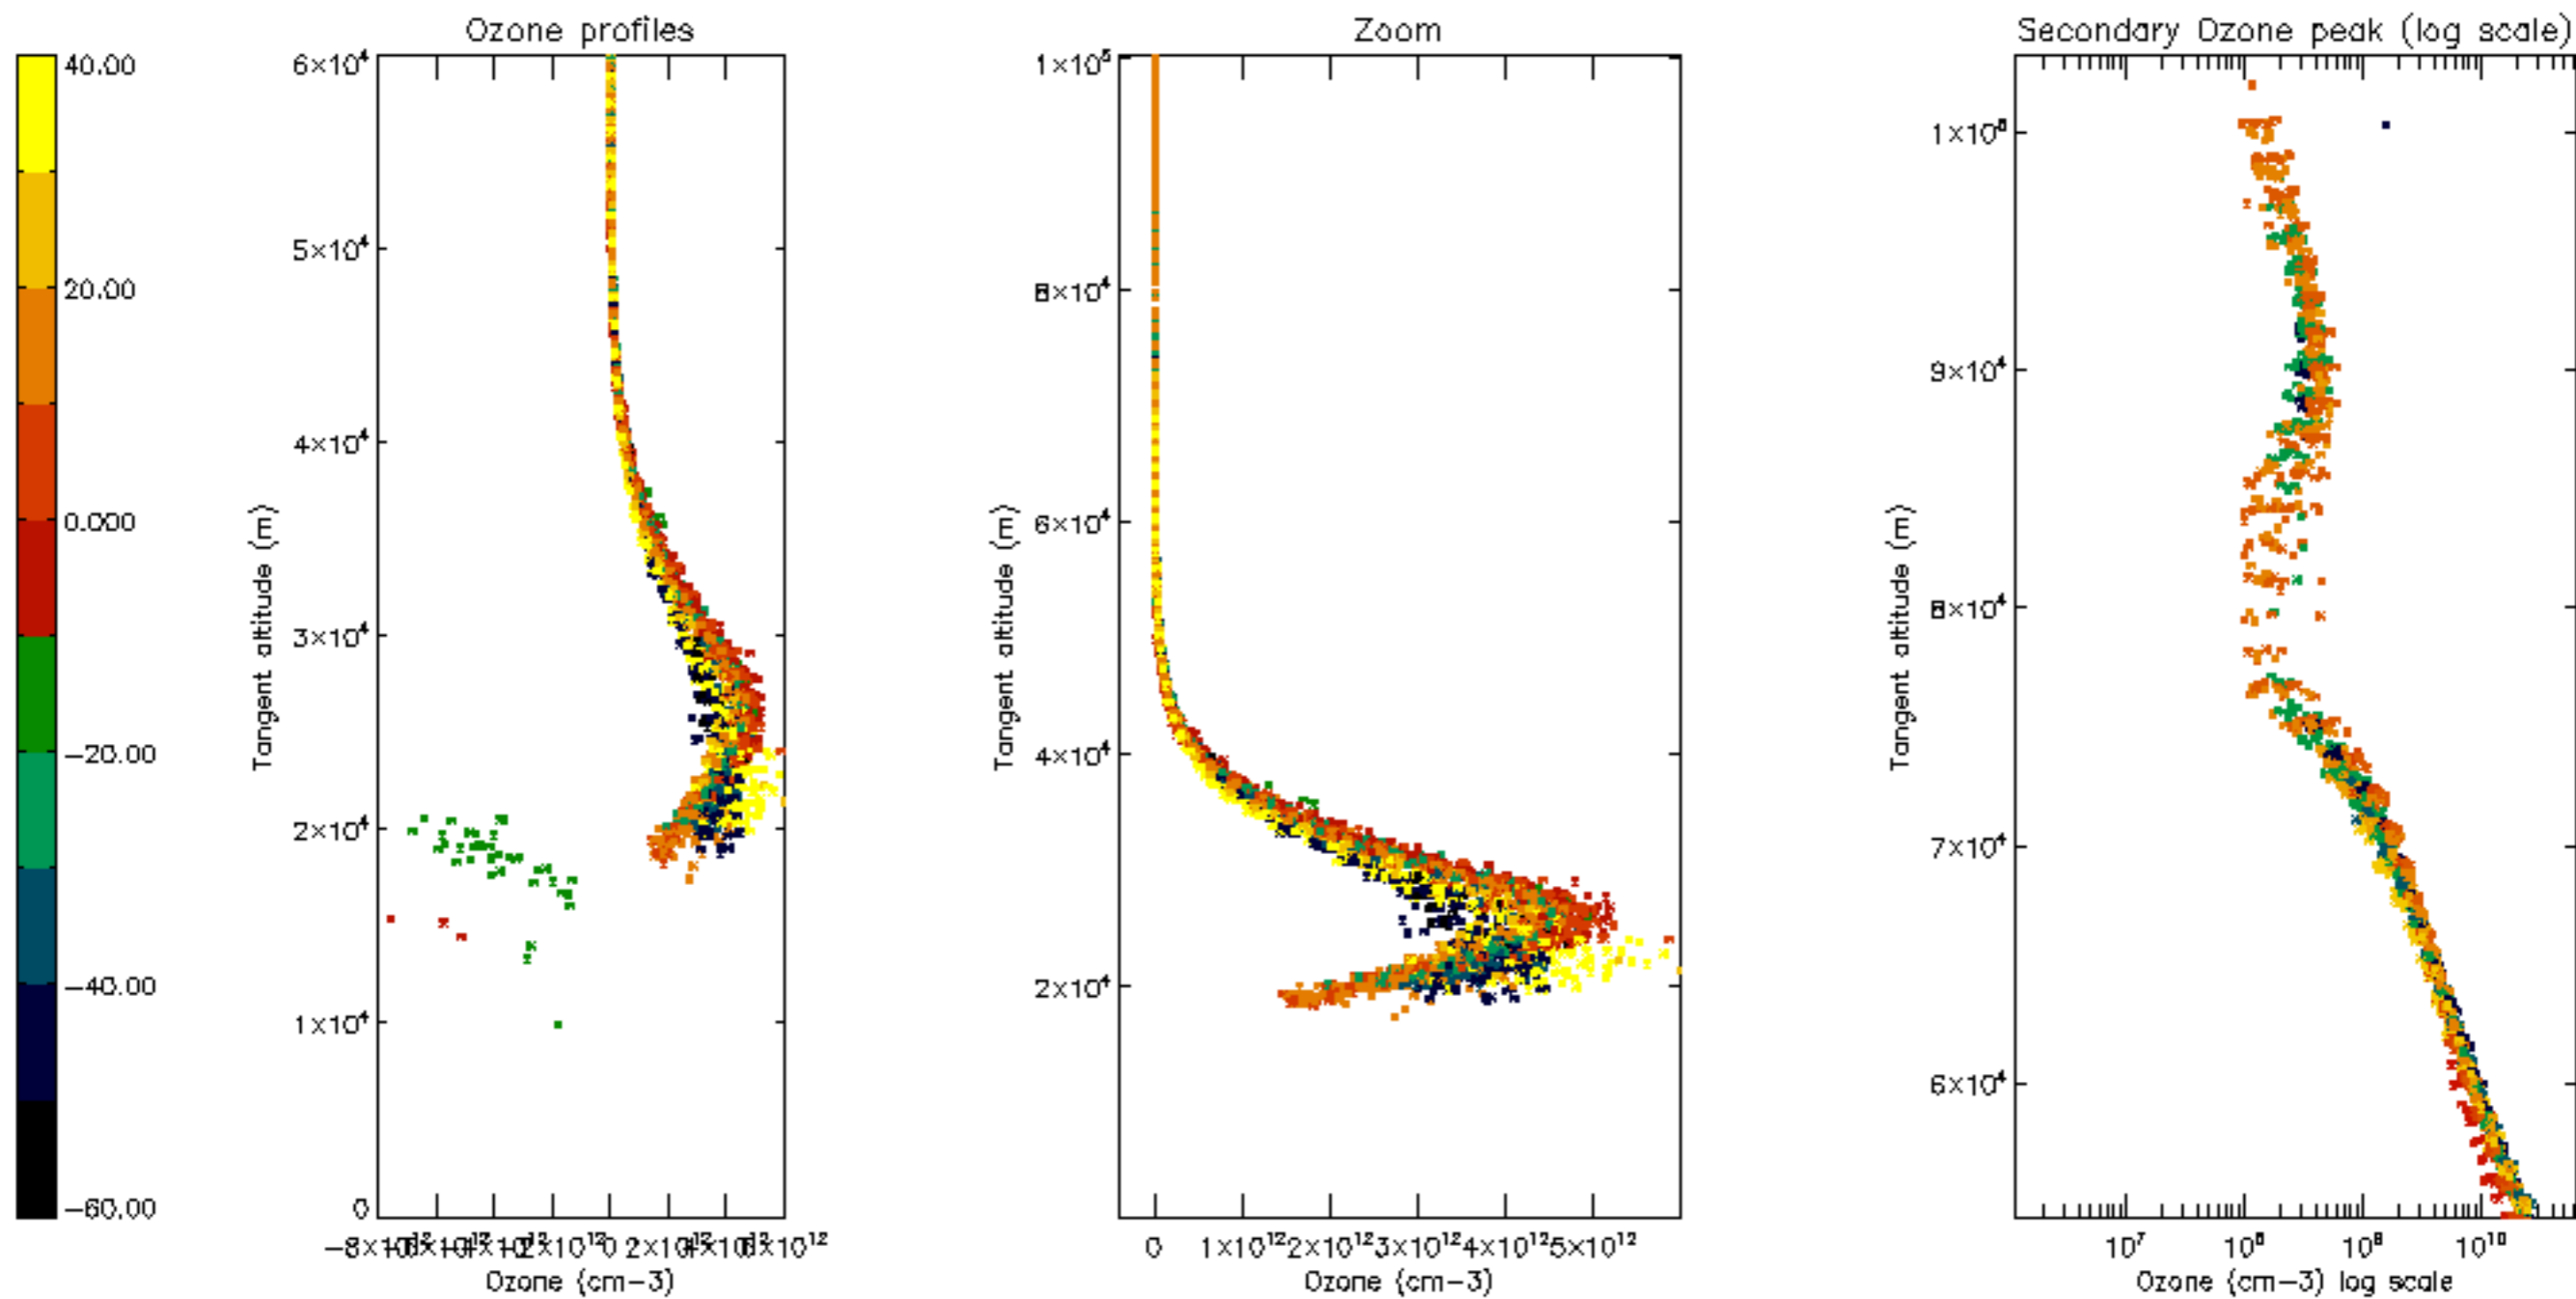 Ozone profiles
Zoom
Secondary Ozone peak (log scale)
40.00
20.00
0.000
−20.00
−40.00
−60.00
6×10⁴
5×10⁴
4×10⁴
3×10⁴
2×10⁴
1×10⁴
0
Tangent altitude (m)
2×10¹²
6×10¹²
Ozone (cm−3)
1×10⁵
8×10⁴
6×10⁴
4×10⁴
2×10⁴
Tangent altitude (m)
0 1×10¹² 2×10¹² 3×10¹² 4×10¹² 5×10¹²
Ozone (cm−3)
9×10⁴
8×10⁴
7×10⁴
6×10⁴
Tangent altitude (m)
10⁷ 10⁸ 10⁹ 10¹⁰
Ozone (cm−3) log scale